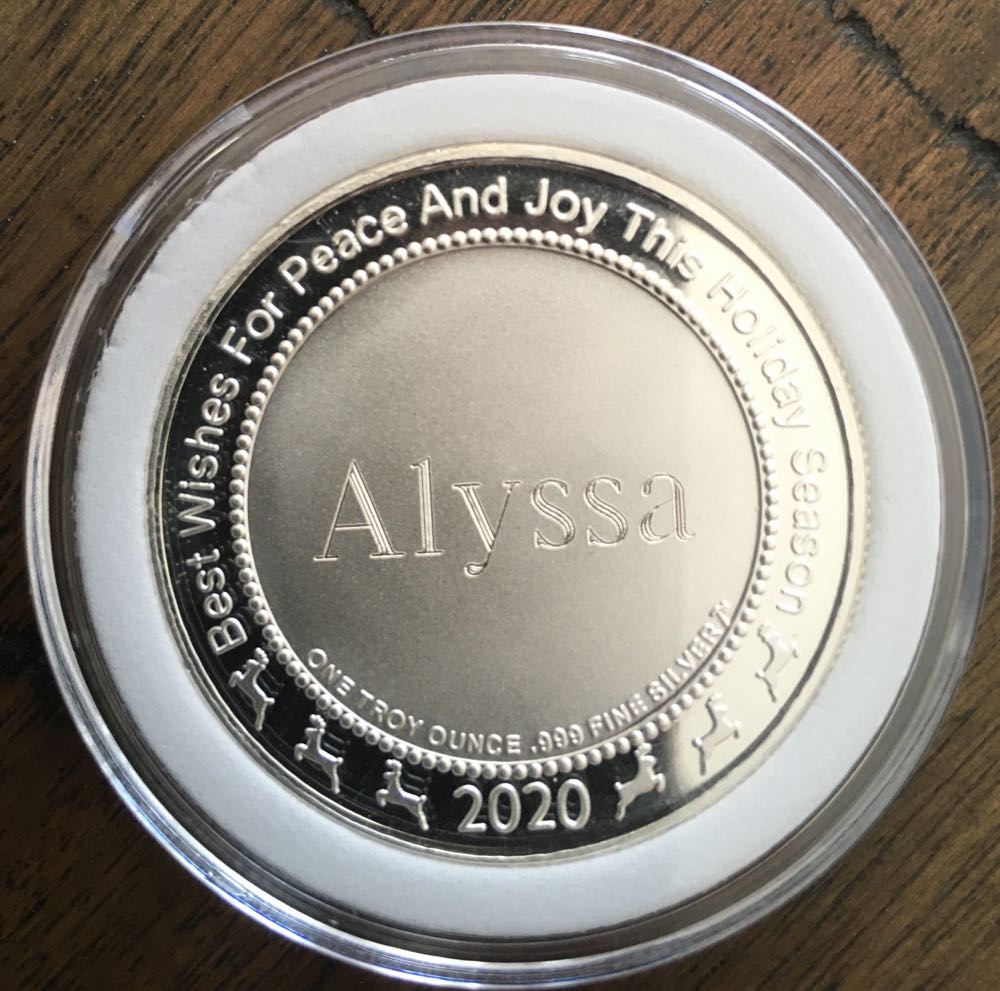 Best Wishes For Peace And Joy This Holiday Season
Alyssa
ONE TROY OUNCE .999 FINE SILVER
2020